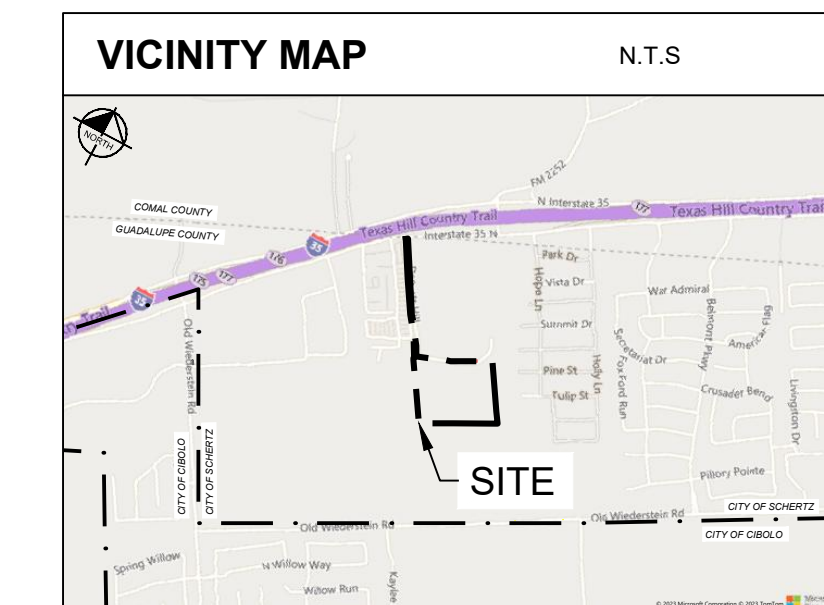 VICINITY MAP
N.T.S
NORTH
FM 2252
COMAL COUNTY
N Interstate 35
177
Texas Hill Country Trail
Texas Hill Country Trai
GUADALUPE COUNTY
Interstate 35 N
35
176
175
177
35
ry Trail
Park Dr
Hope Ln
Vista Dr
War Admiral
Old Wiederstein Rd
Summit Dr
Secretariat Dr
Fox Ford Run
Belmont Pkwy
American Flag
Pine St
Holly Ln
Tulip St
Crusader Bend
Livingston Dr
CITY OF CIBOLO
CITY OF SCHERTZ
SITE
Pillory Pointe
CITY OF SCHERTZ
Old Wiederstein Rd
Old Wiederstein Rd
CITY OF CIBOLO
Spring Willow
N Willow Way
Willow Run
Kaylee
© 2023 Microsoft Corporation © 2023 TomTom